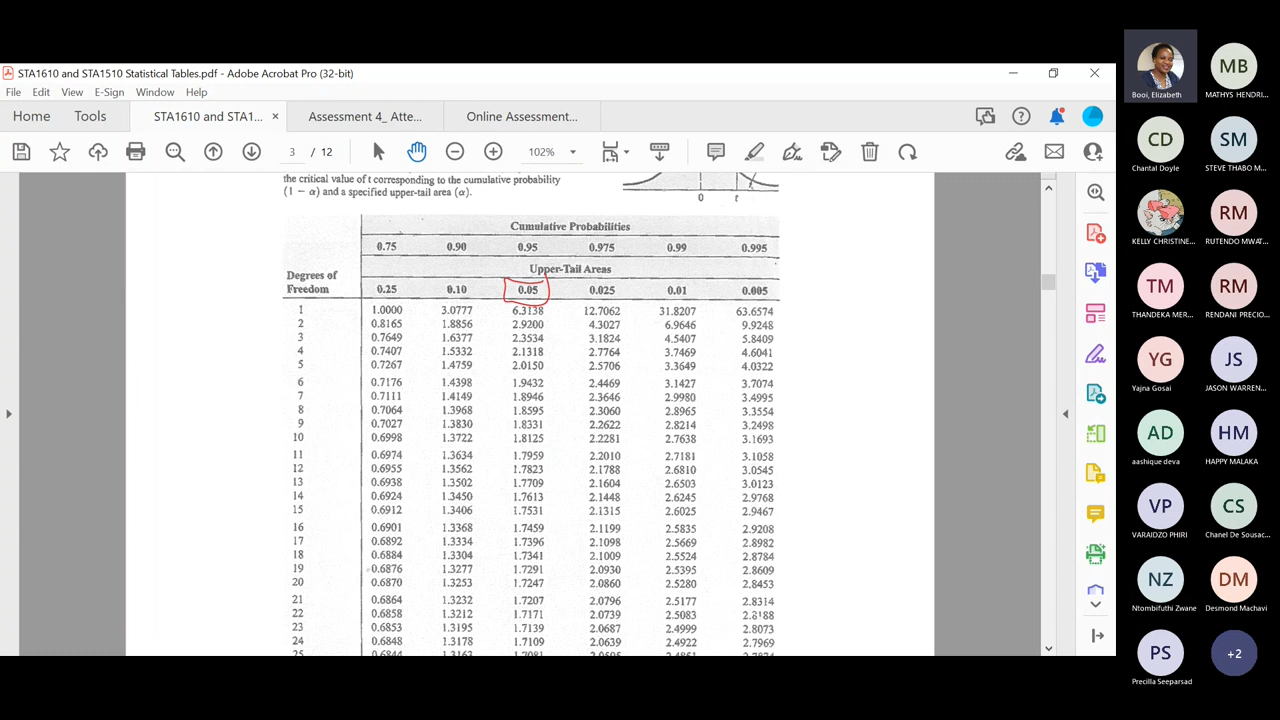 STA1610 and STA1510 Statistical Tables.pdf - Adobe Acrobat Pro (32-bit)
File Edit View E-Sign Window Help
Home Tools STA1610 and STA1... × Assessment 4_ Atte... Online Assessment...
3 / 12 102%
the critical value of t corresponding to the cumulative probability
(1 − α) and a specified upper-tail area (α).
0 t
Cumulative Probabilities
0.75 0.90 0.95 0.975 0.99 0.995
Upper-Tail Areas
Degrees of
Freedom 0.25 0.10 0.05 0.025 0.01 0.005
1 1.0000 3.0777 6.3138 12.7062 31.8207 63.6574
2 0.8165 1.8856 2.9200 4.3027 6.9646 9.9248
3 0.7649 1.6377 2.3534 3.1824 4.5407 5.8409
4 0.7407 1.5332 2.1318 2.7764 3.7469 4.6041
5 0.7267 1.4759 2.0150 2.5706 3.3649 4.0322
6 0.7176 1.4398 1.9432 2.4469 3.1427 3.7074
7 0.7111 1.4149 1.8946 2.3646 2.9980 3.4995
8 0.7064 1.3968 1.8595 2.3060 2.8965 3.3554
9 0.7027 1.3830 1.8331 2.2622 2.8214 3.2498
10 0.6998 1.3722 1.8125 2.2281 2.7638 3.1693
11 0.6974 1.3634 1.7959 2.2010 2.7181 3.1058
12 0.6955 1.3562 1.7823 2.1788 2.6810 3.0545
13 0.6938 1.3502 1.7709 2.1604 2.6503 3.0123
14 0.6924 1.3450 1.7613 2.1448 2.6245 2.9768
15 0.6912 1.3406 1.7531 2.1315 2.6025 2.9467
16 0.6901 1.3368 1.7459 2.1199 2.5835 2.9208
17 0.6892 1.3334 1.7396 2.1098 2.5669 2.8982
18 0.6884 1.3304 1.7341 2.1009 2.5524 2.8784
19 0.6876 1.3277 1.7291 2.0930 2.5395 2.8609
20 0.6870 1.3253 1.7247 2.0860 2.5280 2.8453
21 0.6864 1.3232 1.7207 2.0796 2.5177 2.8314
22 0.6858 1.3212 1.7171 2.0739 2.5083 2.8188
23 0.6853 1.3195 1.7139 2.0687 2.4999 2.8073
24 0.6848 1.3178 1.7109 2.0639 2.4922 2.7969
Booi, Elizabeth
MB
MATHYS HENDRI...
CD
Chantal Doyle
SM
STEVE THABO M...
KELLY CHRISTINE...
RM
RUTENDO MWAT...
TM
THANDEKA MER...
RM
RENDANI PRECIO...
YG
Yajna Gosai
JS
JASON WARREN...
AD
aashique deva
HM
HAPPY MALAKA
VP
VARAIDZO PHIRI
CS
Chanel De Sousac...
NZ
Ntombifuthi Zwane
DM
Desmond Machavi
PS
Precilla Seeparsad
+2